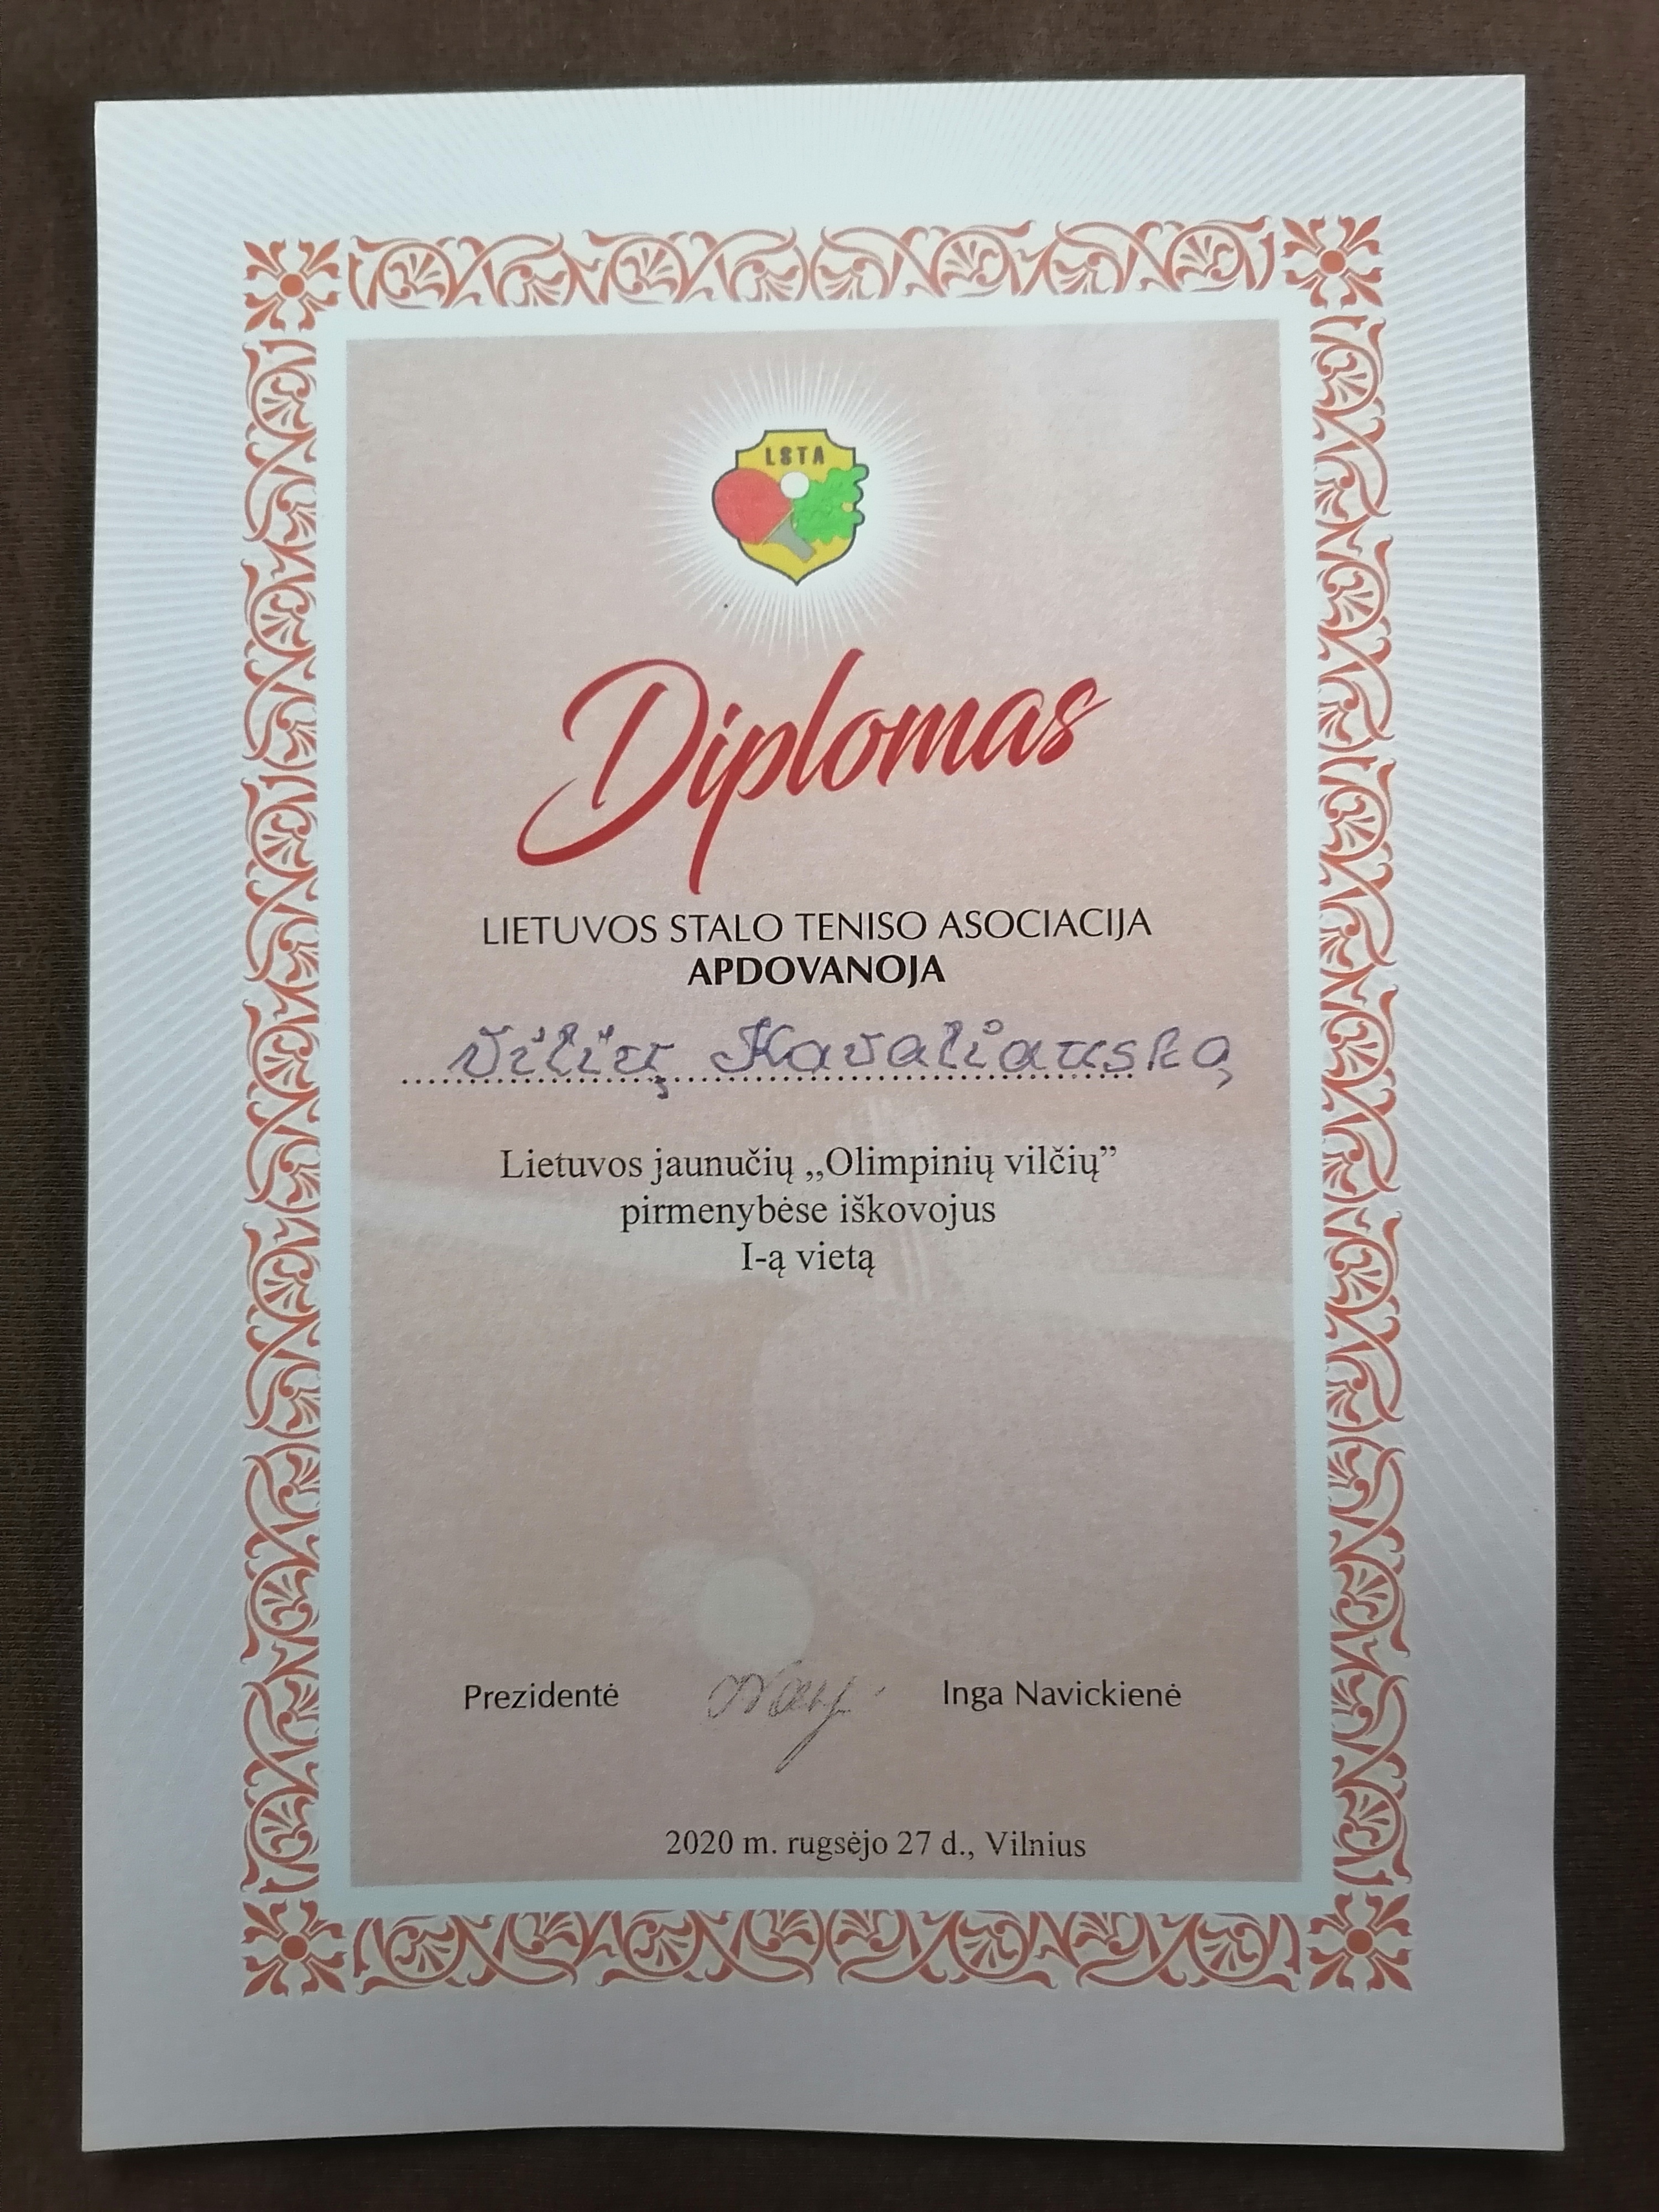 LSTA
Diplomas
LIETUVOS STALO TENISO ASOCIACIJA
APDOVANOJA
Vilių Kavaliauską
Lietuvos jaunučių „Olimpinių vilčių”
pirmenybėse iškovojus
I-ą vietą
Prezidentė Inga Navickienė
2020 m. rugsėjo 27 d., Vilnius